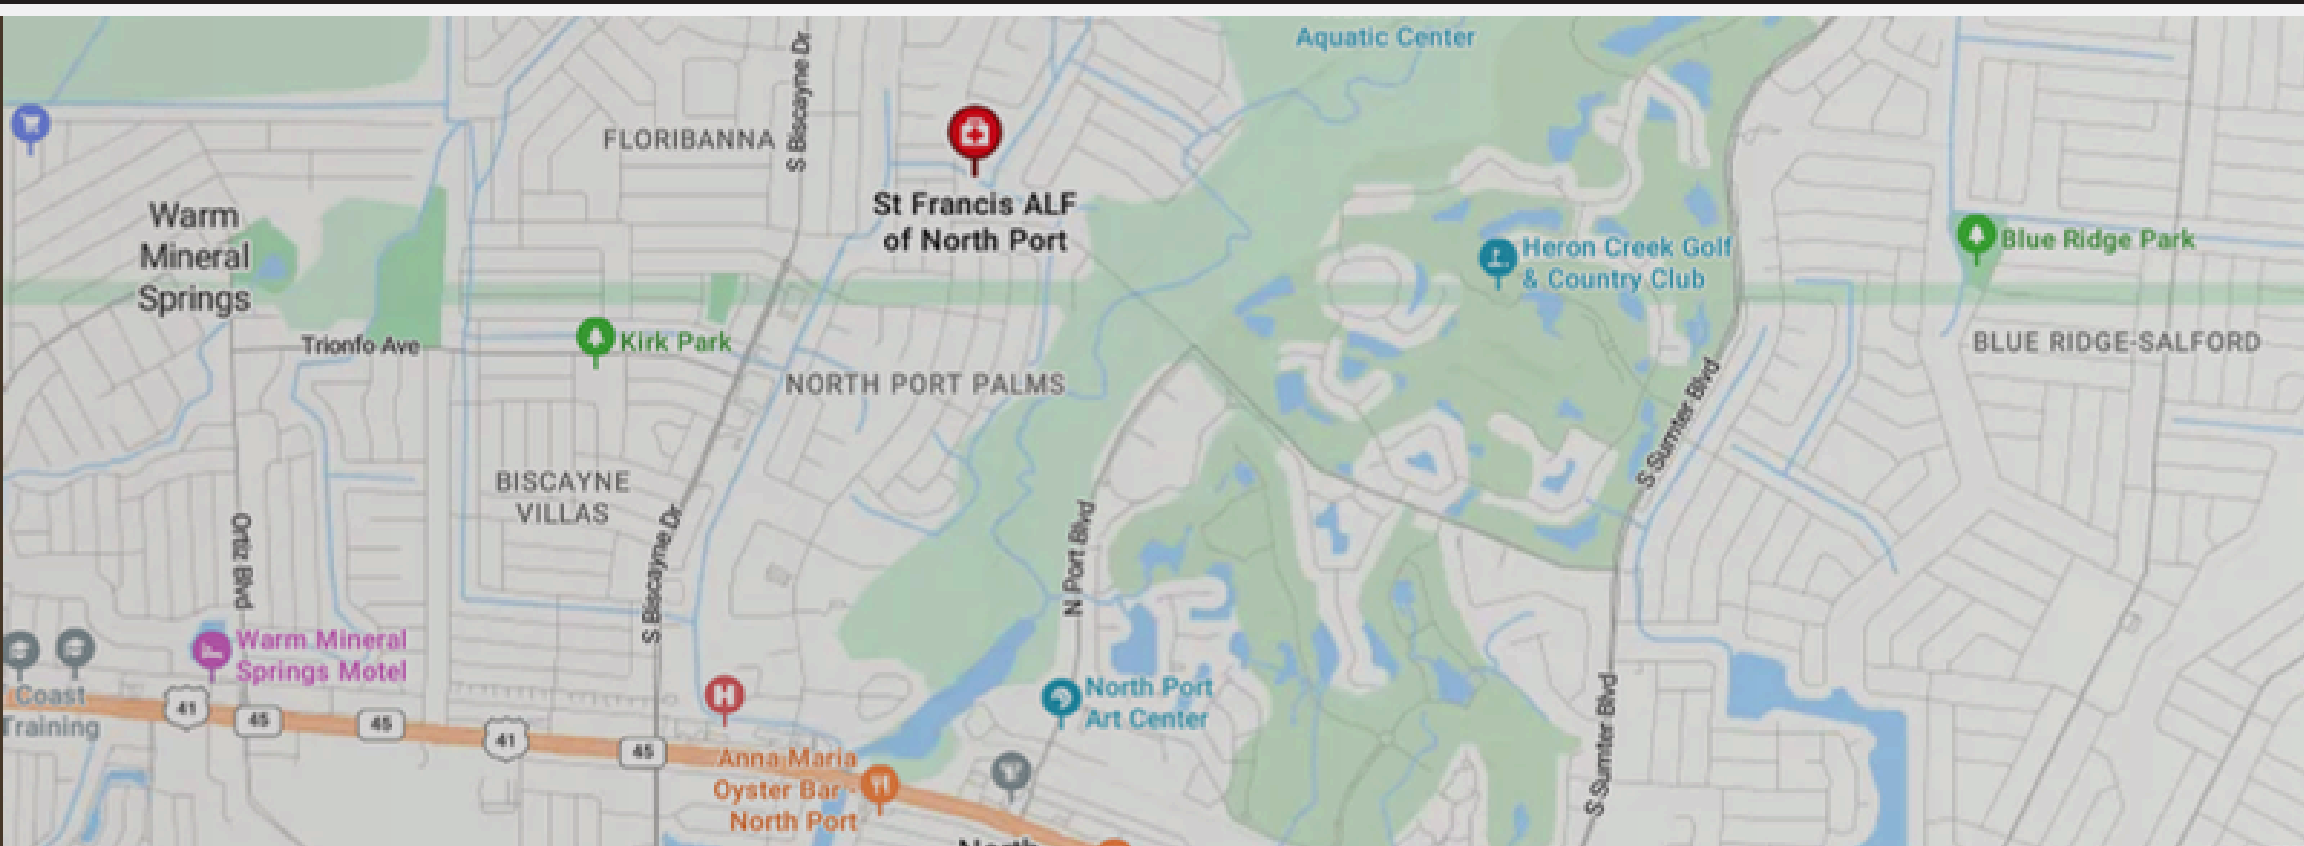 Aquatic Center
S Biscayne Dr
FLORIBANNA
St Francis ALF
of North Port
Warm
Mineral
Springs
Heron Creek Golf
& Country Club
Blue Ridge Park
Trionfo Ave
Kirk Park
BLUE RIDGE-SALFORD
NORTH PORT PALMS
S Sumter Blvd
BISCAYNE
VILLAS
S Biscayne Dr
N Port Blvd
Ortiz Blvd
Warm Mineral
Springs Motel
Coast
Training
41
45
45
41
45
H
North Port
Art Center
S Sumter Blvd
Anna Maria
Oyster Bar -
North Port
North